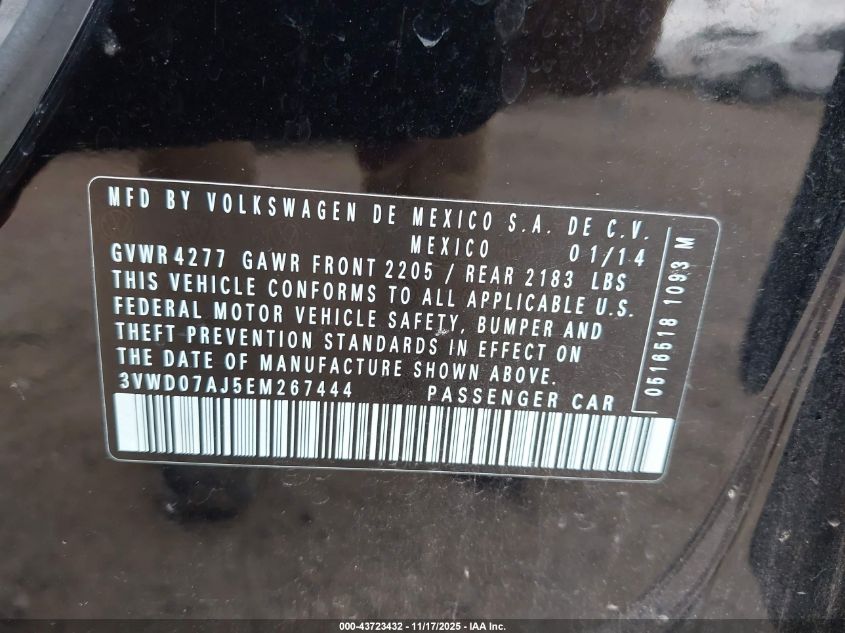 MFD BY VOLKSWAGEN DE MEXICO S.A. DE C.V.
MEXICO 01/14
GVWR 4277 GAWR FRONT 2205 / REAR 2183 LBS
THIS VEHICLE CONFORMS TO ALL APPLICABLE U.S.
FEDERAL MOTOR VEHICLE SAFETY, BUMPER AND
THEFT PREVENTION STANDARDS IN EFFECT ON
THE DATE OF MANUFACTURE SHOWN ABOVE.
3VWD07AJ5EM267444 PASSENGER CAR
0516518 1093 M
000-43723432 - 11/17/2025 - IAA Inc.